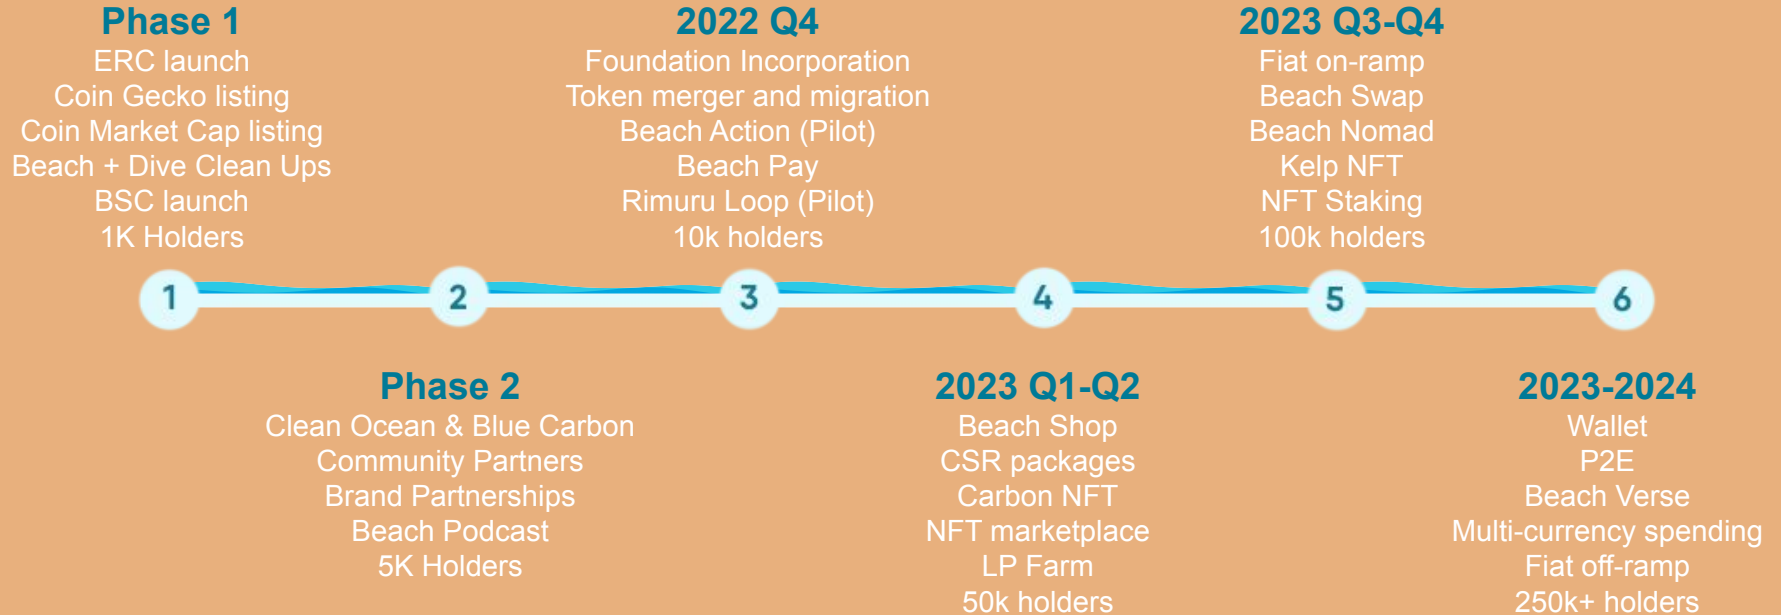 Phase 1
ERC launch
Coin Gecko listing
Coin Market Cap listing
Beach + Dive Clean Ups
BSC launch
1K Holders
2022 Q4
Foundation Incorporation
Token merger and migration
Beach Action (Pilot)
Beach Pay
Rimuru Loop (Pilot)
10k holders
2023 Q3-Q4
Fiat on-ramp
Beach Swap
Beach Nomad
Kelp NFT
NFT Staking
100k holders
1
2
3
4
5
6
Phase 2
Clean Ocean & Blue Carbon
Community Partners
Brand Partnerships
Beach Podcast
5K Holders
2023 Q1-Q2
Beach Shop
CSR packages
Carbon NFT
NFT marketplace
LP Farm
50k holders
2023-2024
Wallet
P2E
Beach Verse
Multi-currency spending
Fiat off-ramp
250k+ holders